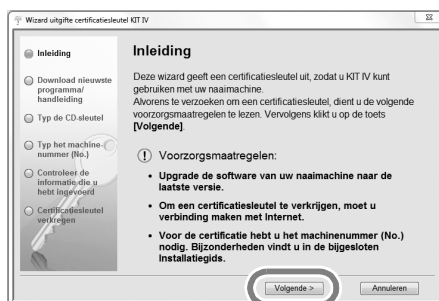 Wizard uitgifte certificatiesleutel KIT IV
Inleiding
Download nieuwste
programma/
handleiding
Typ de CD-sleutel
Typ het machine-
nummer (No.)
Controleer de
informatie die u
hebt ingevoerd
Certificatiesleutel
verkregen
Inleiding
Deze wizard geeft een certificatiesleutel uit, zodat u KIT IV kunt
gebruiken met uw naaimachine.
Alvorens te verzoeken om een certificatiesleutel, dient u de volgende
voorzorgsmaatregelen te lezen. Vervolgens klikt u op de toets
[Volgende].
Voorzorgsmaatregelen:
• Upgrade de software van uw naaimachine naar de
laatste versie.
• Om een certificatiesleutel te verkrijgen, moet u
verbinding maken met Internet.
• Voor de certificatie hebt u het machinenummer (No.)
nodig. Bijzonderheden vindt u in de bijgesloten
Installatiegids.
Volgende >
Annuleren